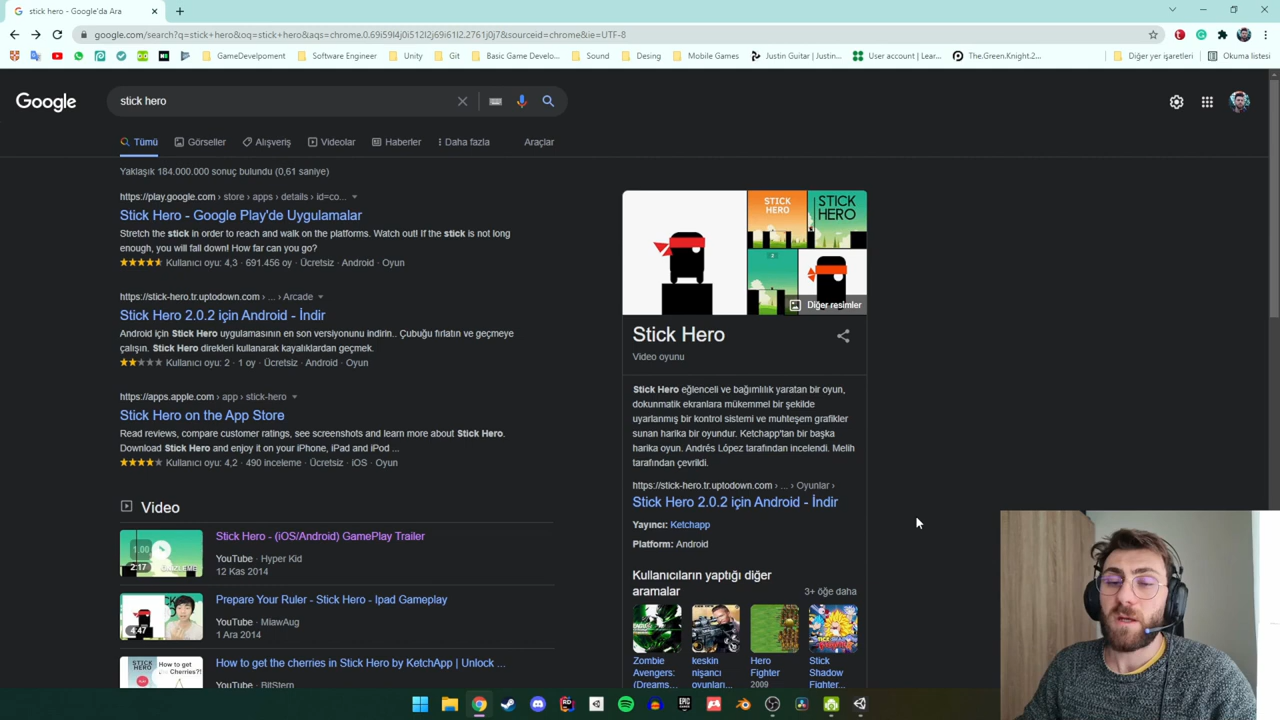 stick hero - Google'da Ara
google.com/search?q=stick+hero&oq=stick+hero&aqs=chrome.0.69i59l4j0i512l2j69i61l2.2761j0j7&sourceid=chrome&ie=UTF-8
GameDevelopment
Software Engineer
Unity
Git
Basic Game Develo...
Sound
Desing
Mobile Games
Justin Guitar | Justin...
User account | Lear...
The.Green.Knight.2...
Diğer yer işaretleri
Okuma listesi
Google
stick hero
Tümü
Görseller
Alışveriş
Videolar
Haberler
Daha fazla
Araçlar
Yaklaşık 184.000.000 sonuç bulundu (0,61 saniye)
https://play.google.com › store › apps › details › id=co...
Stick Hero - Google Play'de Uygulamalar
Stretch the stick in order to reach and walk on the platforms. Watch out! If the stick is not long
enough, you will fall down! How far can you go?
Kullanıcı oyu: 4,3 · 691.456 oy · Ücretsiz · Android · Oyun
https://stick-hero.tr.uptodown.com › ... › Arcade
Stick Hero 2.0.2 için Android - İndir
Android için Stick Hero uygulamasının en son versiyonunu indirin.. Çubuğu fırlatın ve geçmeye
çalışın. Stick Hero direkleri kullanarak kayalıklardan geçmek.
Kullanıcı oyu: 2 · 1 oy · Ücretsiz · Android · Oyun
https://apps.apple.com › app › stick-hero
Stick Hero on the App Store
Read reviews, compare customer ratings, see screenshots and learn more about Stick Hero.
Download Stick Hero and enjoy it on your iPhone, iPad and iPod ...
Kullanıcı oyu: 4,2 · 490 inceleme · Ücretsiz · iOS · Oyun
Video
Stick Hero - (iOS/Android) GamePlay Trailer
YouTube · Hyper Kid
12 Kas 2014
1.00
ÖNİZLEME
2:17
Prepare Your Ruler - Stick Hero - Ipad Gameplay
YouTube · MiawAug
1 Ara 2014
4:47
How to get the cherries in Stick Hero by KetchApp | Unlock ...
YouTube · BitStem
STICK
HERO
How to get
Cherries?!
STICK
HERO
STICK
HERO
2
Diğer resimler
Stick Hero
Video oyunu
Stick Hero eğlenceli ve bağımlılık yaratan bir oyun,
dokunmatik ekranlara mükemmel bir şekilde
uyarlanmış bir kontrol sistemi ve muhteşem grafikler
sunan harika bir oyundur. Ketchapp'tan bir başka
harika oyun. Andrés López tarafından incelendi. Melih
tarafından çevrildi.
https://stick-hero.tr.uptodown.com › ... › Oyunlar ›
Stick Hero 2.0.2 için Android - İndir
Yayıncı: Ketchapp
Platform: Android
Kullanıcıların yaptığı diğer
aramalar
3+ öğe daha
Zombie
Avengers:
(Dreams...
keskin
nişancı
oyunları...
Hero
Fighter
2009
Stick
Shadow
Fighter...